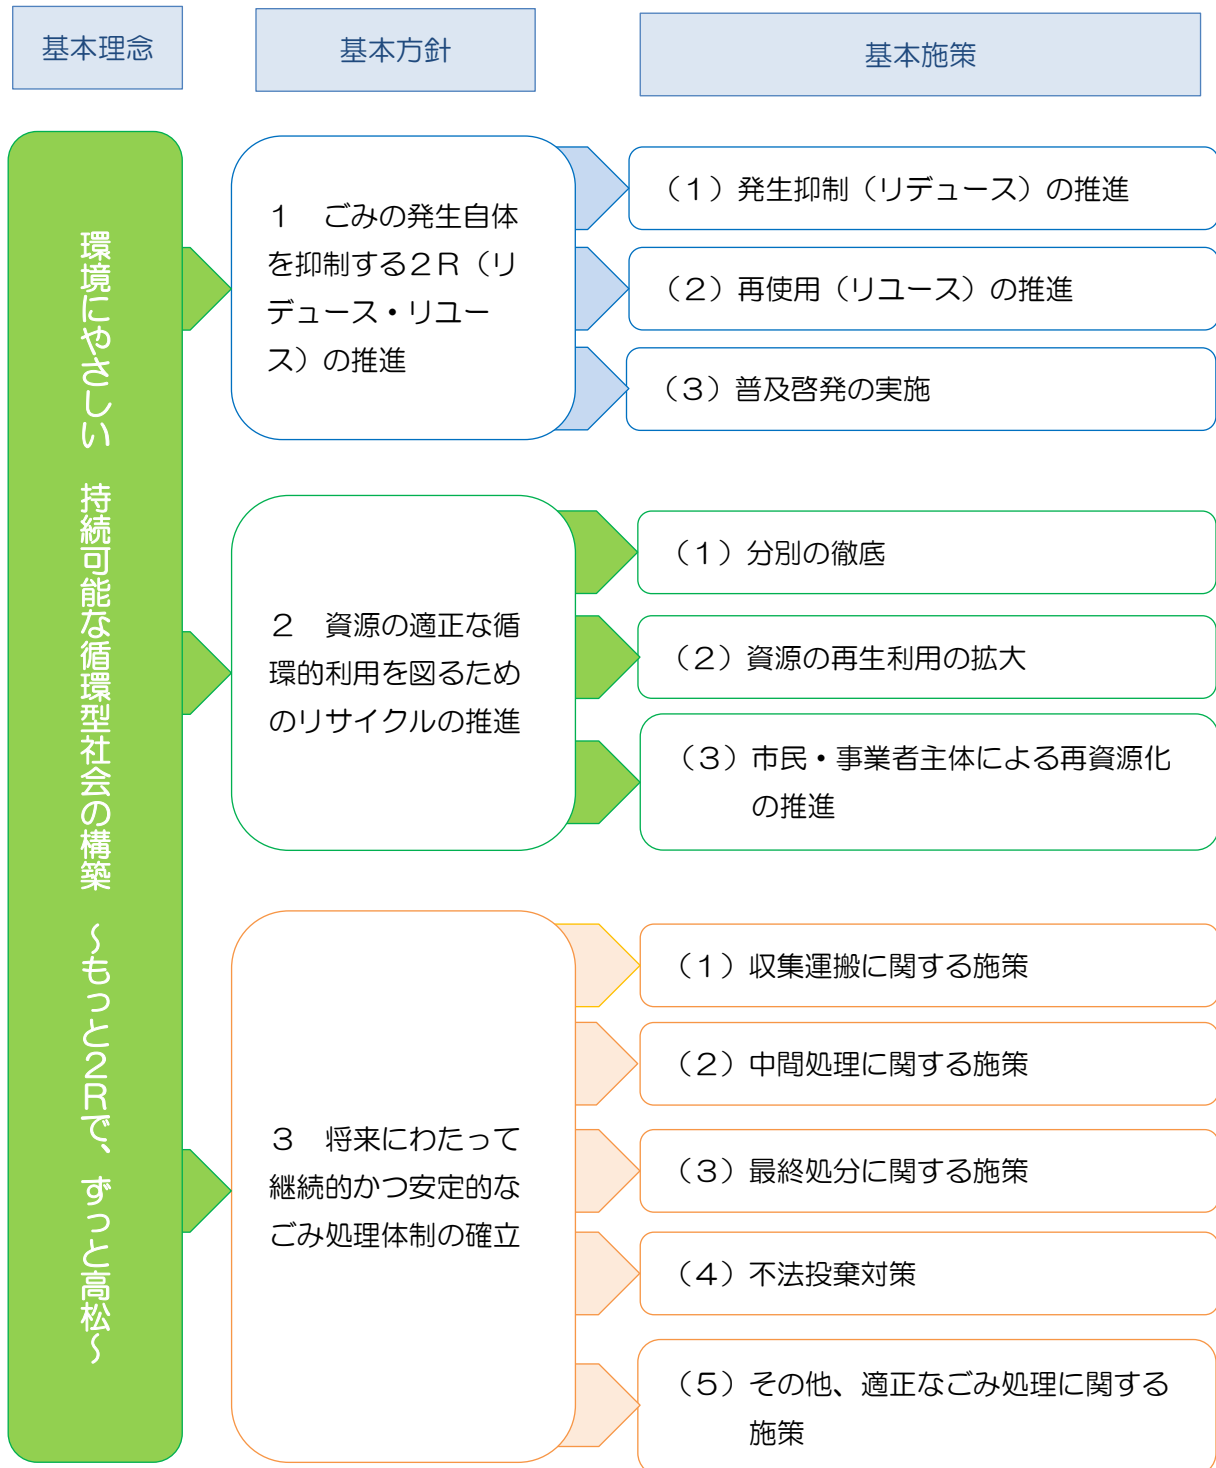 基本理念
基本方針
基本施策
環境にやさしい　持続可能な循環型社会の構築　～もっと２Ｒで、ずっと高松～
１　ごみの発生自体
を抑制する２Ｒ（リ
デュース・リユー
ス）の推進
（１）発生抑制（リデュース）の推進
（２）再使用（リユース）の推進
（３）普及啓発の実施
２　資源の適正な循
環的利用を図るため
のリサイクルの推進
（１）分別の徹底
（２）資源の再生利用の拡大
（３）市民・事業者主体による再資源化
の推進
３　将来にわたって
継続的かつ安定的な
ごみ処理体制の確立
（１）収集運搬に関する施策
（２）中間処理に関する施策
（３）最終処分に関する施策
（４）不法投棄対策
（５）その他、適正なごみ処理に関する
施策